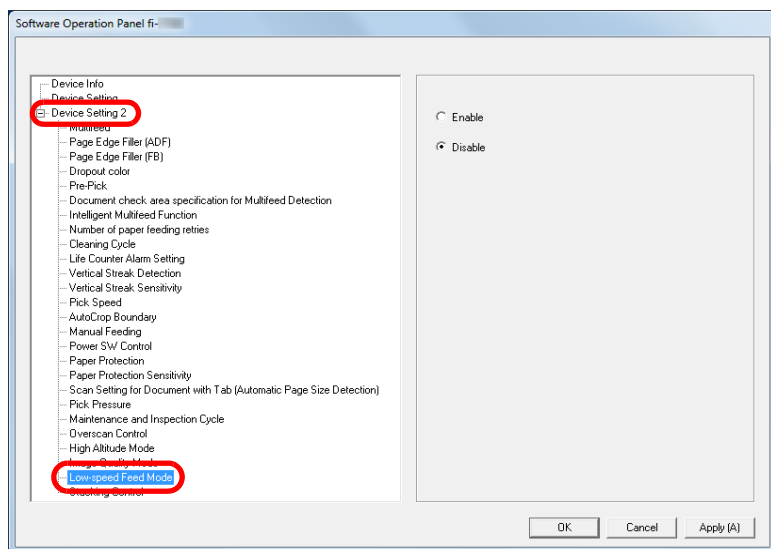 Software Operation Panel fi-
Device Info
Device Setting
Device Setting 2
Multifeed
Page Edge Filler (ADF)
Page Edge Filler (FB)
Dropout color
Pre-Pick
Document check area specification for Multifeed Detection
Intelligent Multifeed Function
Number of paper feeding retries
Cleaning Cycle
Life Counter Alarm Setting
Vertical Streak Detection
Vertical Streak Sensitivity
Pick Speed
AutoCrop Boundary
Manual Feeding
Power SW Control
Paper Protection
Paper Protection Sensitivity
Scan Setting for Document with Tab (Automatic Page Size Detection)
Pick Pressure
Maintenance and Inspection Cycle
Overscan Control
High Altitude Mode
Image Quality Mode
Low-speed Feed Mode
Stacking Control
Enable
Disable
OK
Cancel
Apply (A)